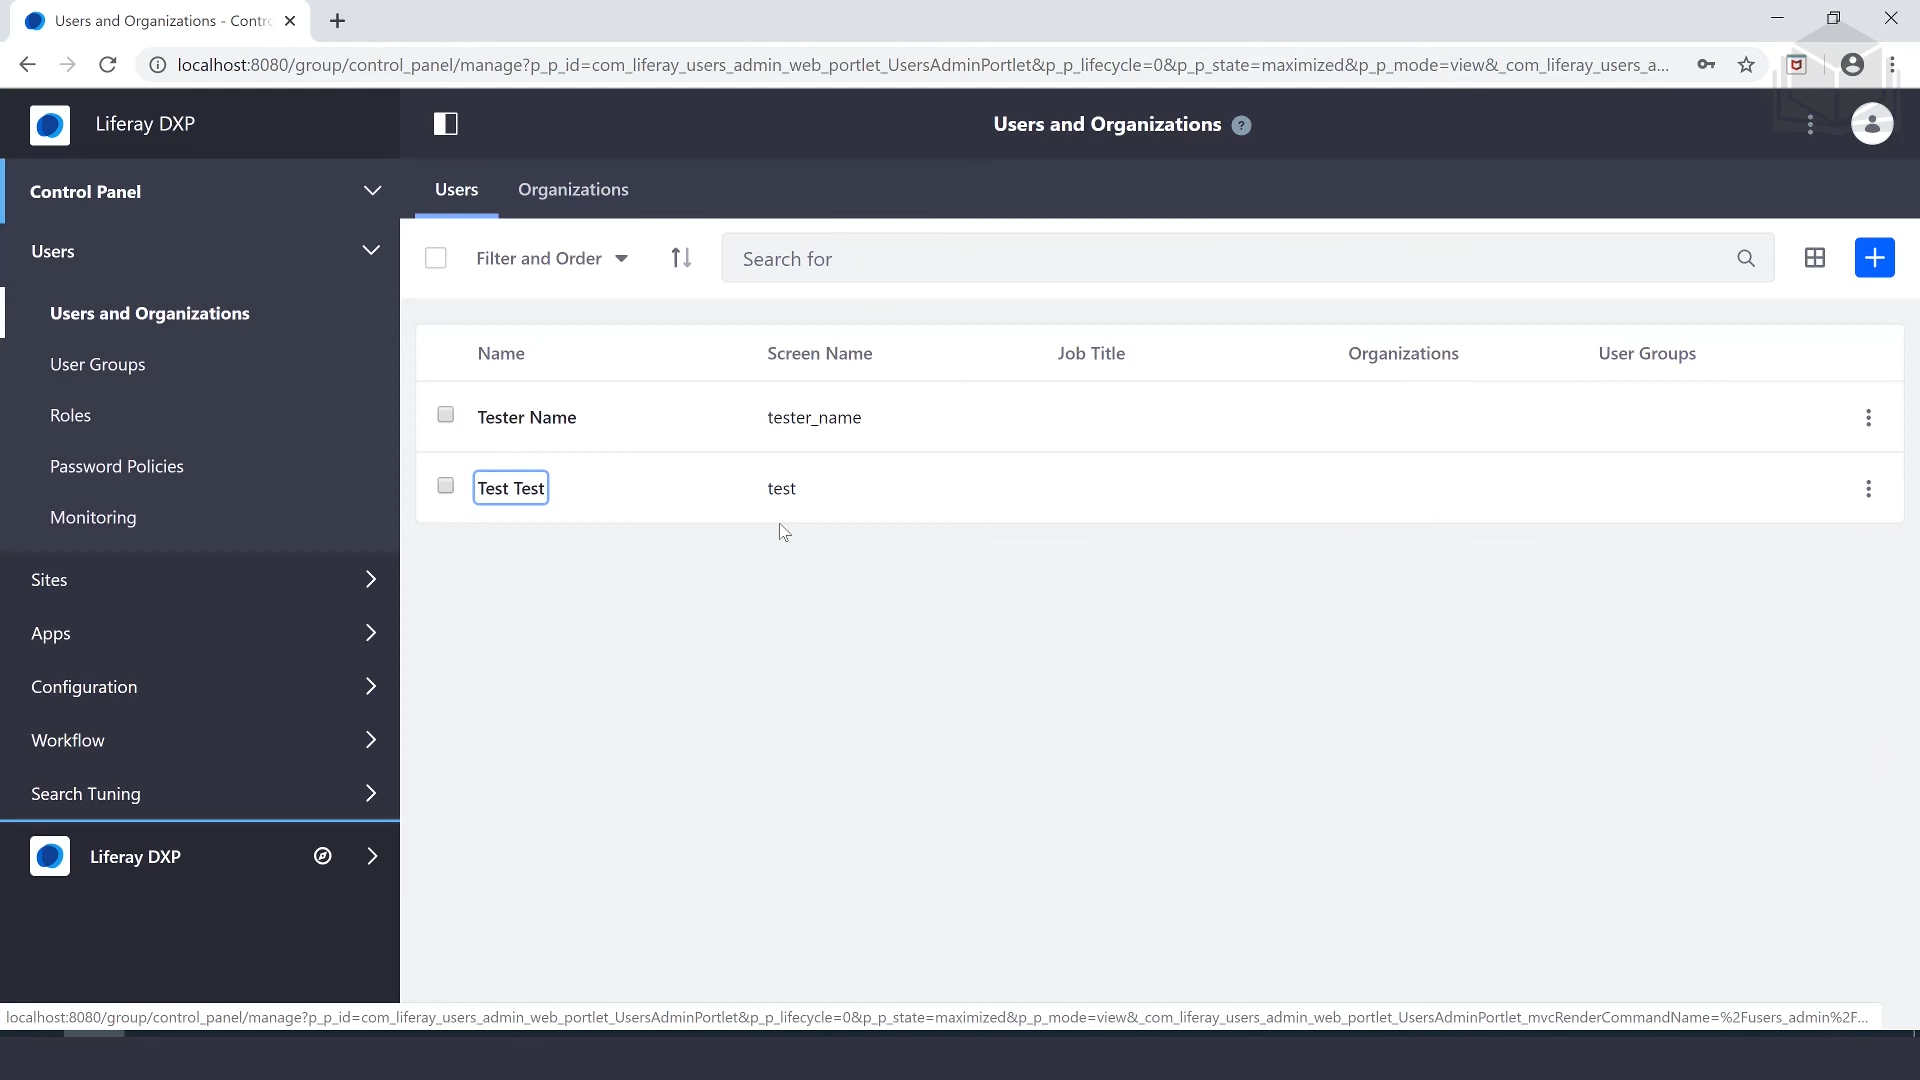 Users and Organizations - Contro
localhost:8080/group/control_panel/manage?p_p_id=com_liferay_users_admin_web_portlet_UsersAdminPortlet&p_p_lifecycle=0&p_p_state=maximized&p_p_mode=view&_com_liferay_users_a...
Liferay DXP
Users and Organizations ?
Control Panel
Users
Users and Organizations
User Groups
Roles
Password Policies
Monitoring
Sites
Apps
Configuration
Workflow
Search Tuning
Liferay DXP
Users Organizations
Filter and Order Search for
Name Screen Name Job Title Organizations User Groups
Tester Name tester_name
Test Test test
localhost:8080/group/control_panel/manage?p_p_id=com_liferay_users_admin_web_portlet_UsersAdminPortlet&p_p_lifecycle=0&p_p_state=maximized&p_p_mode=view&_com_liferay_users_admin_web_portlet_UsersAdminPortlet_mvcRenderCommandName=%2Fusers_admin%2F...